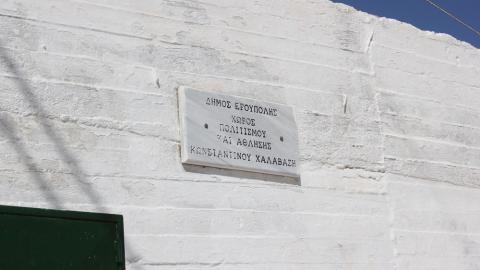 ΔΗΜΟΣ ΕΡΟΥΠΟΛΗΣ
ΧΩΡΟΣ
ΠΟΛΙΤΙΣΜΟΥ
ΚΑΙ ΑΘΛΗΣΗΣ
ΚΩΝΣΤΑΝΤΙΝΟΥ ΧΑΛΑΒΑΖΗ